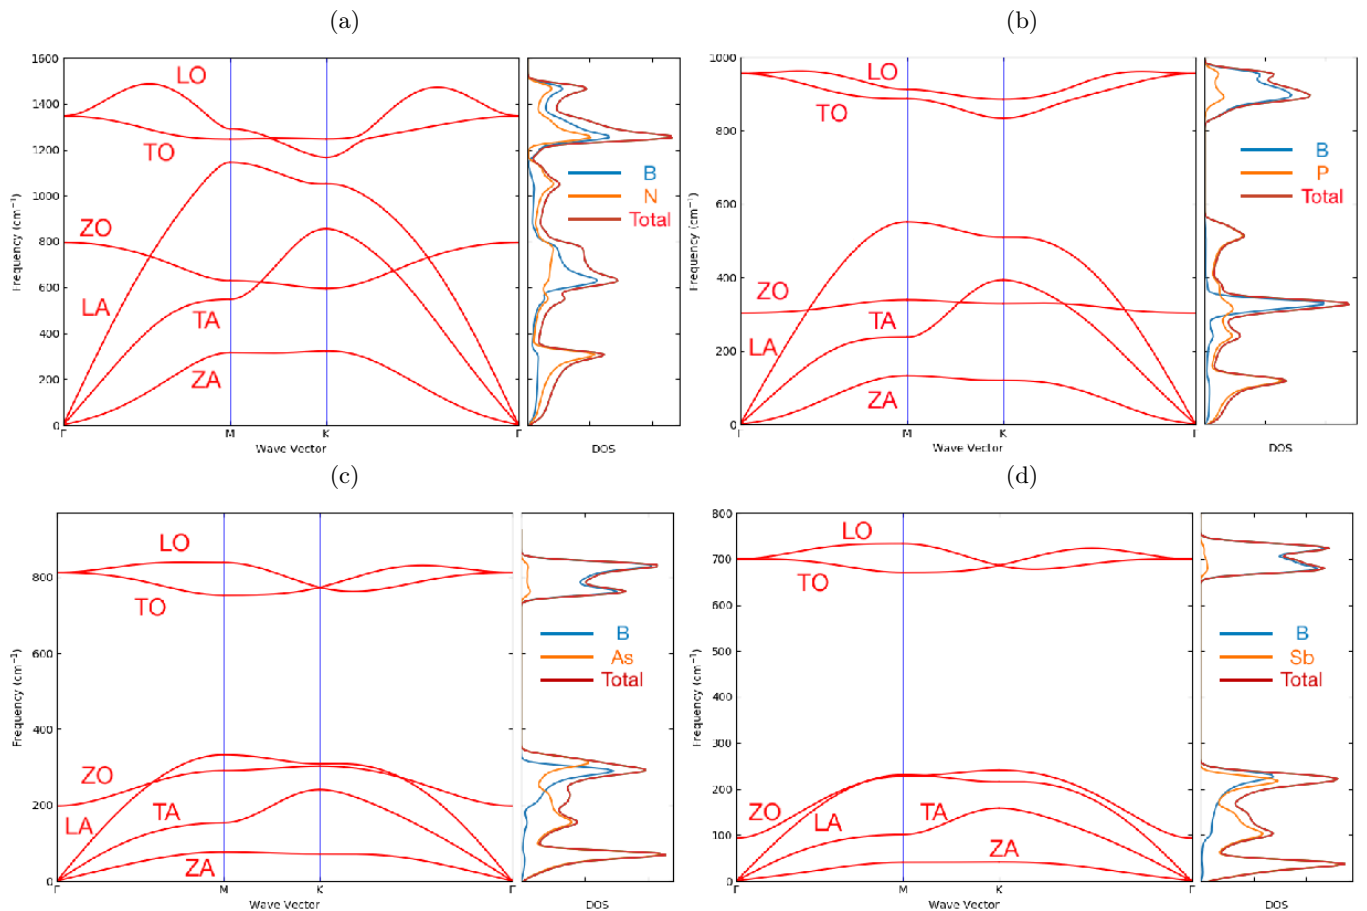 (a)
1600
1400
1200
1000
800
600
400
200
0
Frequency (cm⁻¹)
LO
TO
ZO
LA
TA
ZA
Γ M K Γ
Wave Vector
B
N
Total
DOS
(b)
1000
800
600
400
200
0
Frequency (cm⁻¹)
LO
TO
ZO
TA
LA
ZA
Γ M K Γ
Wave Vector
B
P
Total
DOS
(c)
800
600
400
200
0
Frequency (cm⁻¹)
LO
TO
ZO
TA
LA
ZA
Γ M K Γ
Wave Vector
B
As
Total
DOS
(d)
800
700
600
500
400
300
200
100
0
Frequency (cm⁻¹)
LO
TO
ZO
LA
TA
ZA
Γ M K Γ
Wave Vector
B
Sb
Total
DOS